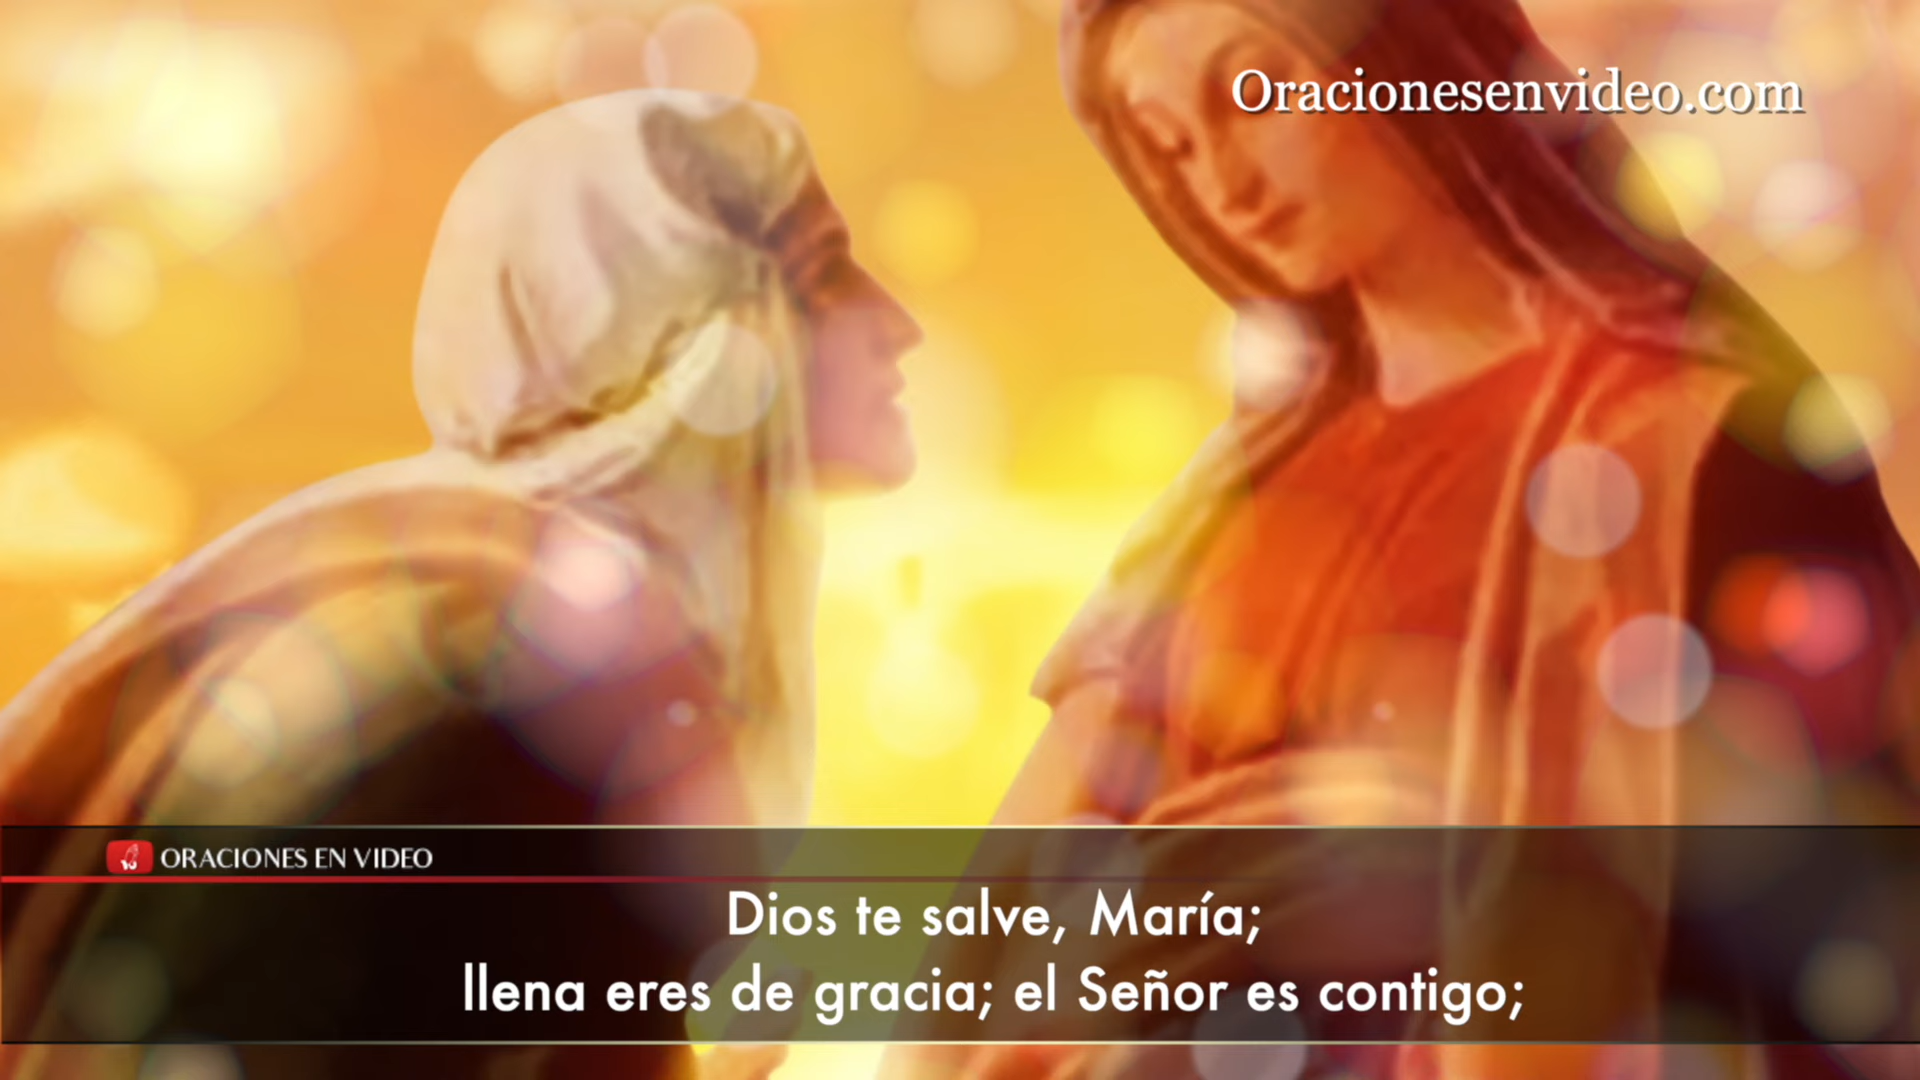 Oracionesenvideo.com
ORACIONES EN VIDEO
Dios te salve, María;
llena eres de gracia; el Señor es contigo;